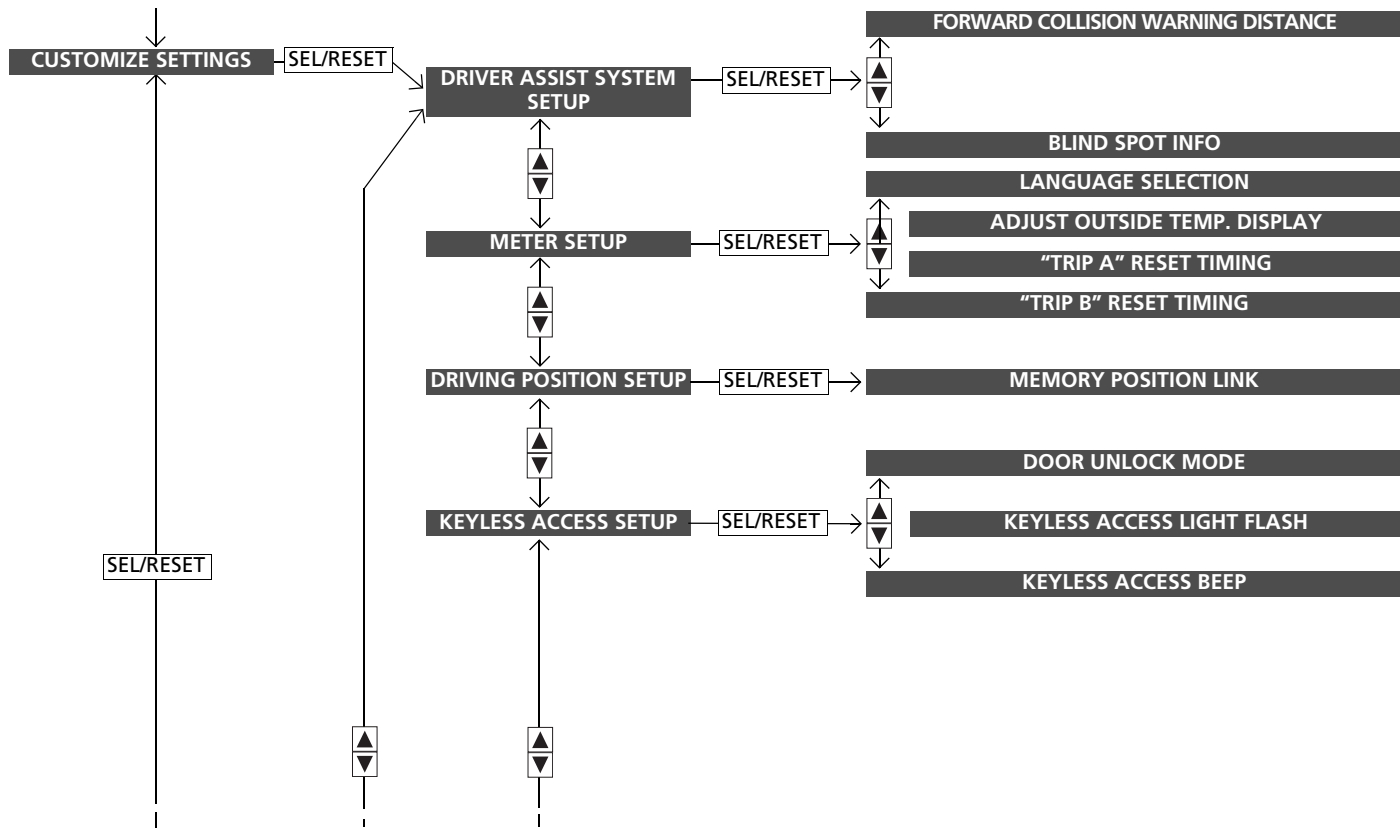 CUSTOMIZE SETTINGS
SEL/RESET
DRIVER ASSIST SYSTEM
SETUP
SEL/RESET
FORWARD COLLISION WARNING DISTANCE
BLIND SPOT INFO
METER SETUP
SEL/RESET
LANGUAGE SELECTION
ADJUST OUTSIDE TEMP. DISPLAY
“TRIP A” RESET TIMING
“TRIP B” RESET TIMING
DRIVING POSITION SETUP
SEL/RESET
MEMORY POSITION LINK
KEYLESS ACCESS SETUP
SEL/RESET
DOOR UNLOCK MODE
KEYLESS ACCESS LIGHT FLASH
KEYLESS ACCESS BEEP
SEL/RESET